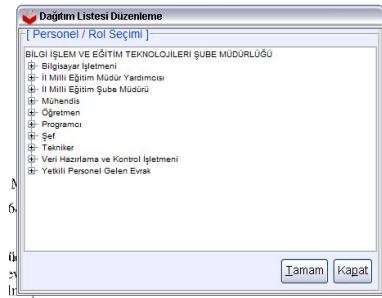 Dağıtım Listesi Düzenleme
[ Personel / Rol Seçimi ]
BİLGİ İŞLEM VE EĞİTİM TEKNOLOJİLERİ ŞUBE MÜDÜRLÜĞÜ
Bilgisayar İşletmeni
İl Milli Eğitim Müdür Yardımcısı
İl Milli Eğitim Şube Müdürü
Mühendis
Öğretmen
Programcı
Şef
Tekniker
Veri Hazırlama ve Kontrol İşletmeni
Yetkili Personel Gelen Evrak
Tamam Kapat